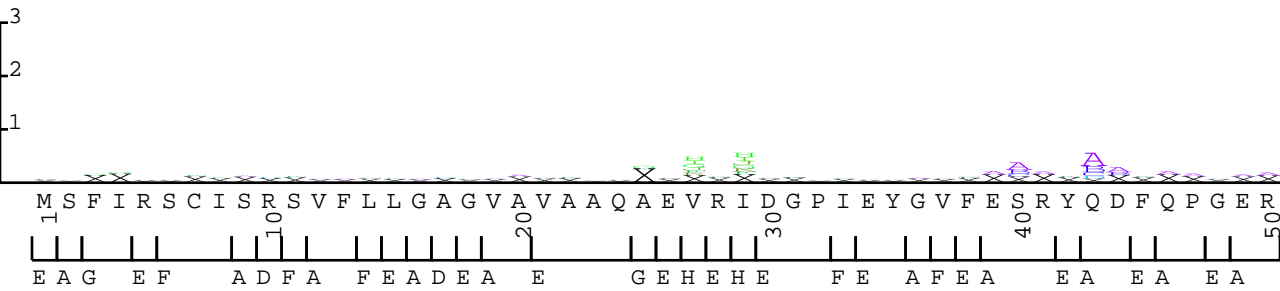 3
2
1
M S F I R S C I S R S V F L L G A G V A V A A Q A E V R I D G P I E Y G V F E S R Y Q D F Q P G E R
1 10 20 30 40 50
E A G E F A D F A F E A D E A E G E H E H E F E A F E A E A E A E A